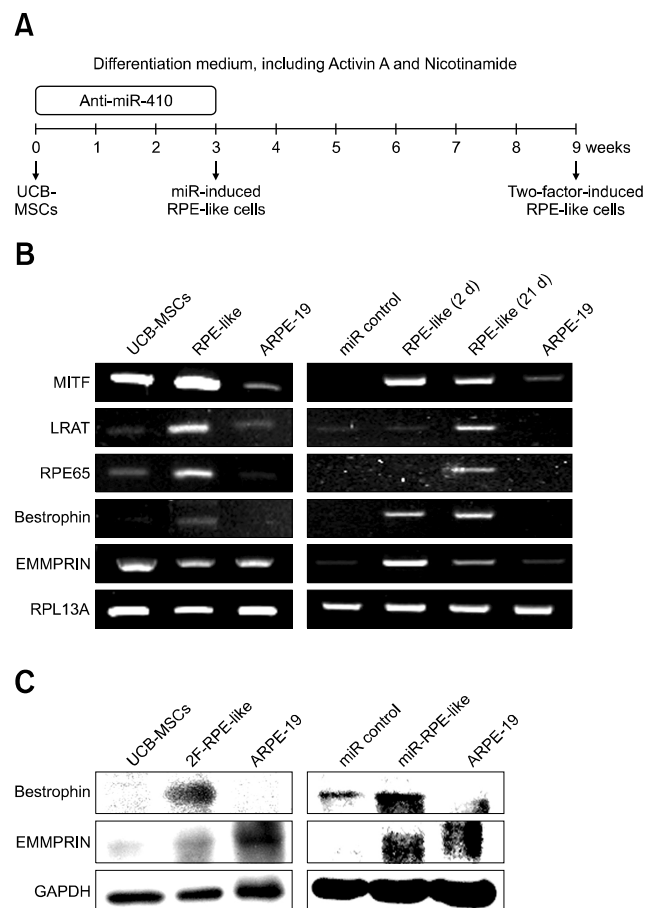 A
Differentiation medium, including Activin A and Nicotinamide
Anti-miR-410
0 1 2 3 4 5 6 7 8 9 weeks
UCB- miR-induced Two-factor-induced
MSCs RPE-like cells RPE-like cells
B
UCB-MSCs RPE-like ARPE-19 miR control RPE-like (2 d) RPE-like (21 d) ARPE-19
MITF
LRAT
RPE65
Bestrophin
EMMPRIN
RPL13A
C
UCB-MSCs 2F-RPE-like ARPE-19 miR control miR-RPE-like ARPE-19
Bestrophin
EMMPRIN
GAPDH